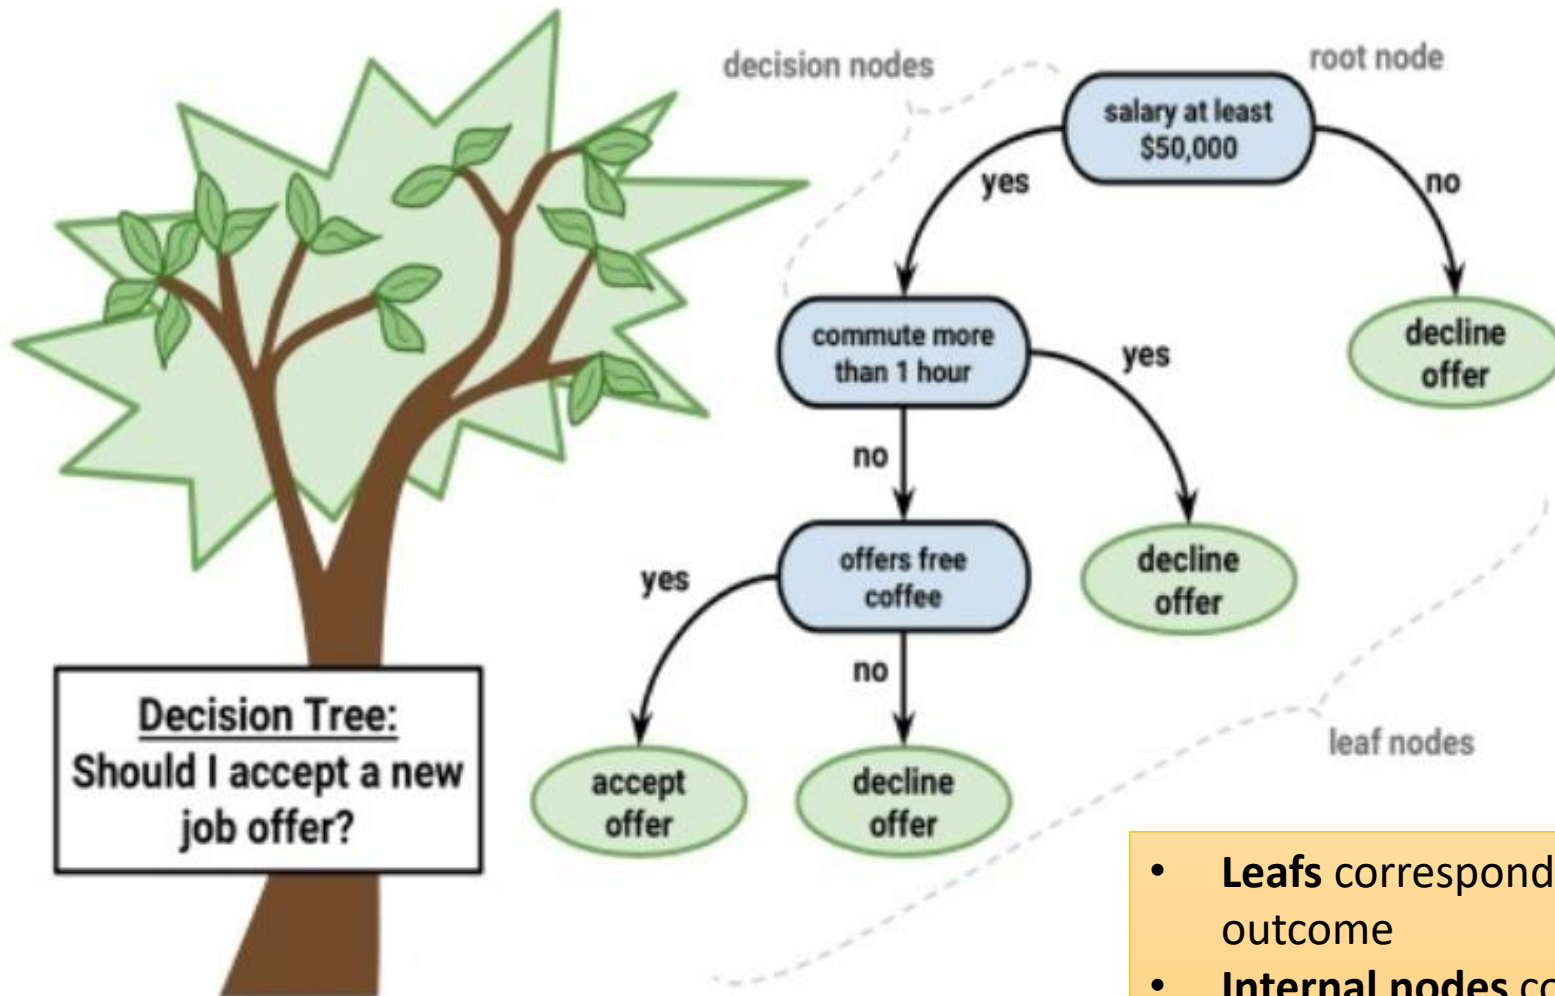 decision nodes
root node
salary at least
$50,000
yes
no
commute more
than 1 hour
yes
decline
offer
no
offers free
coffee
decline
offer
yes
no
accept
offer
decline
offer
leaf nodes
Decision Tree:
Should I accept a new
job offer?
• Leafs correspond
outcome
• Internal nodes